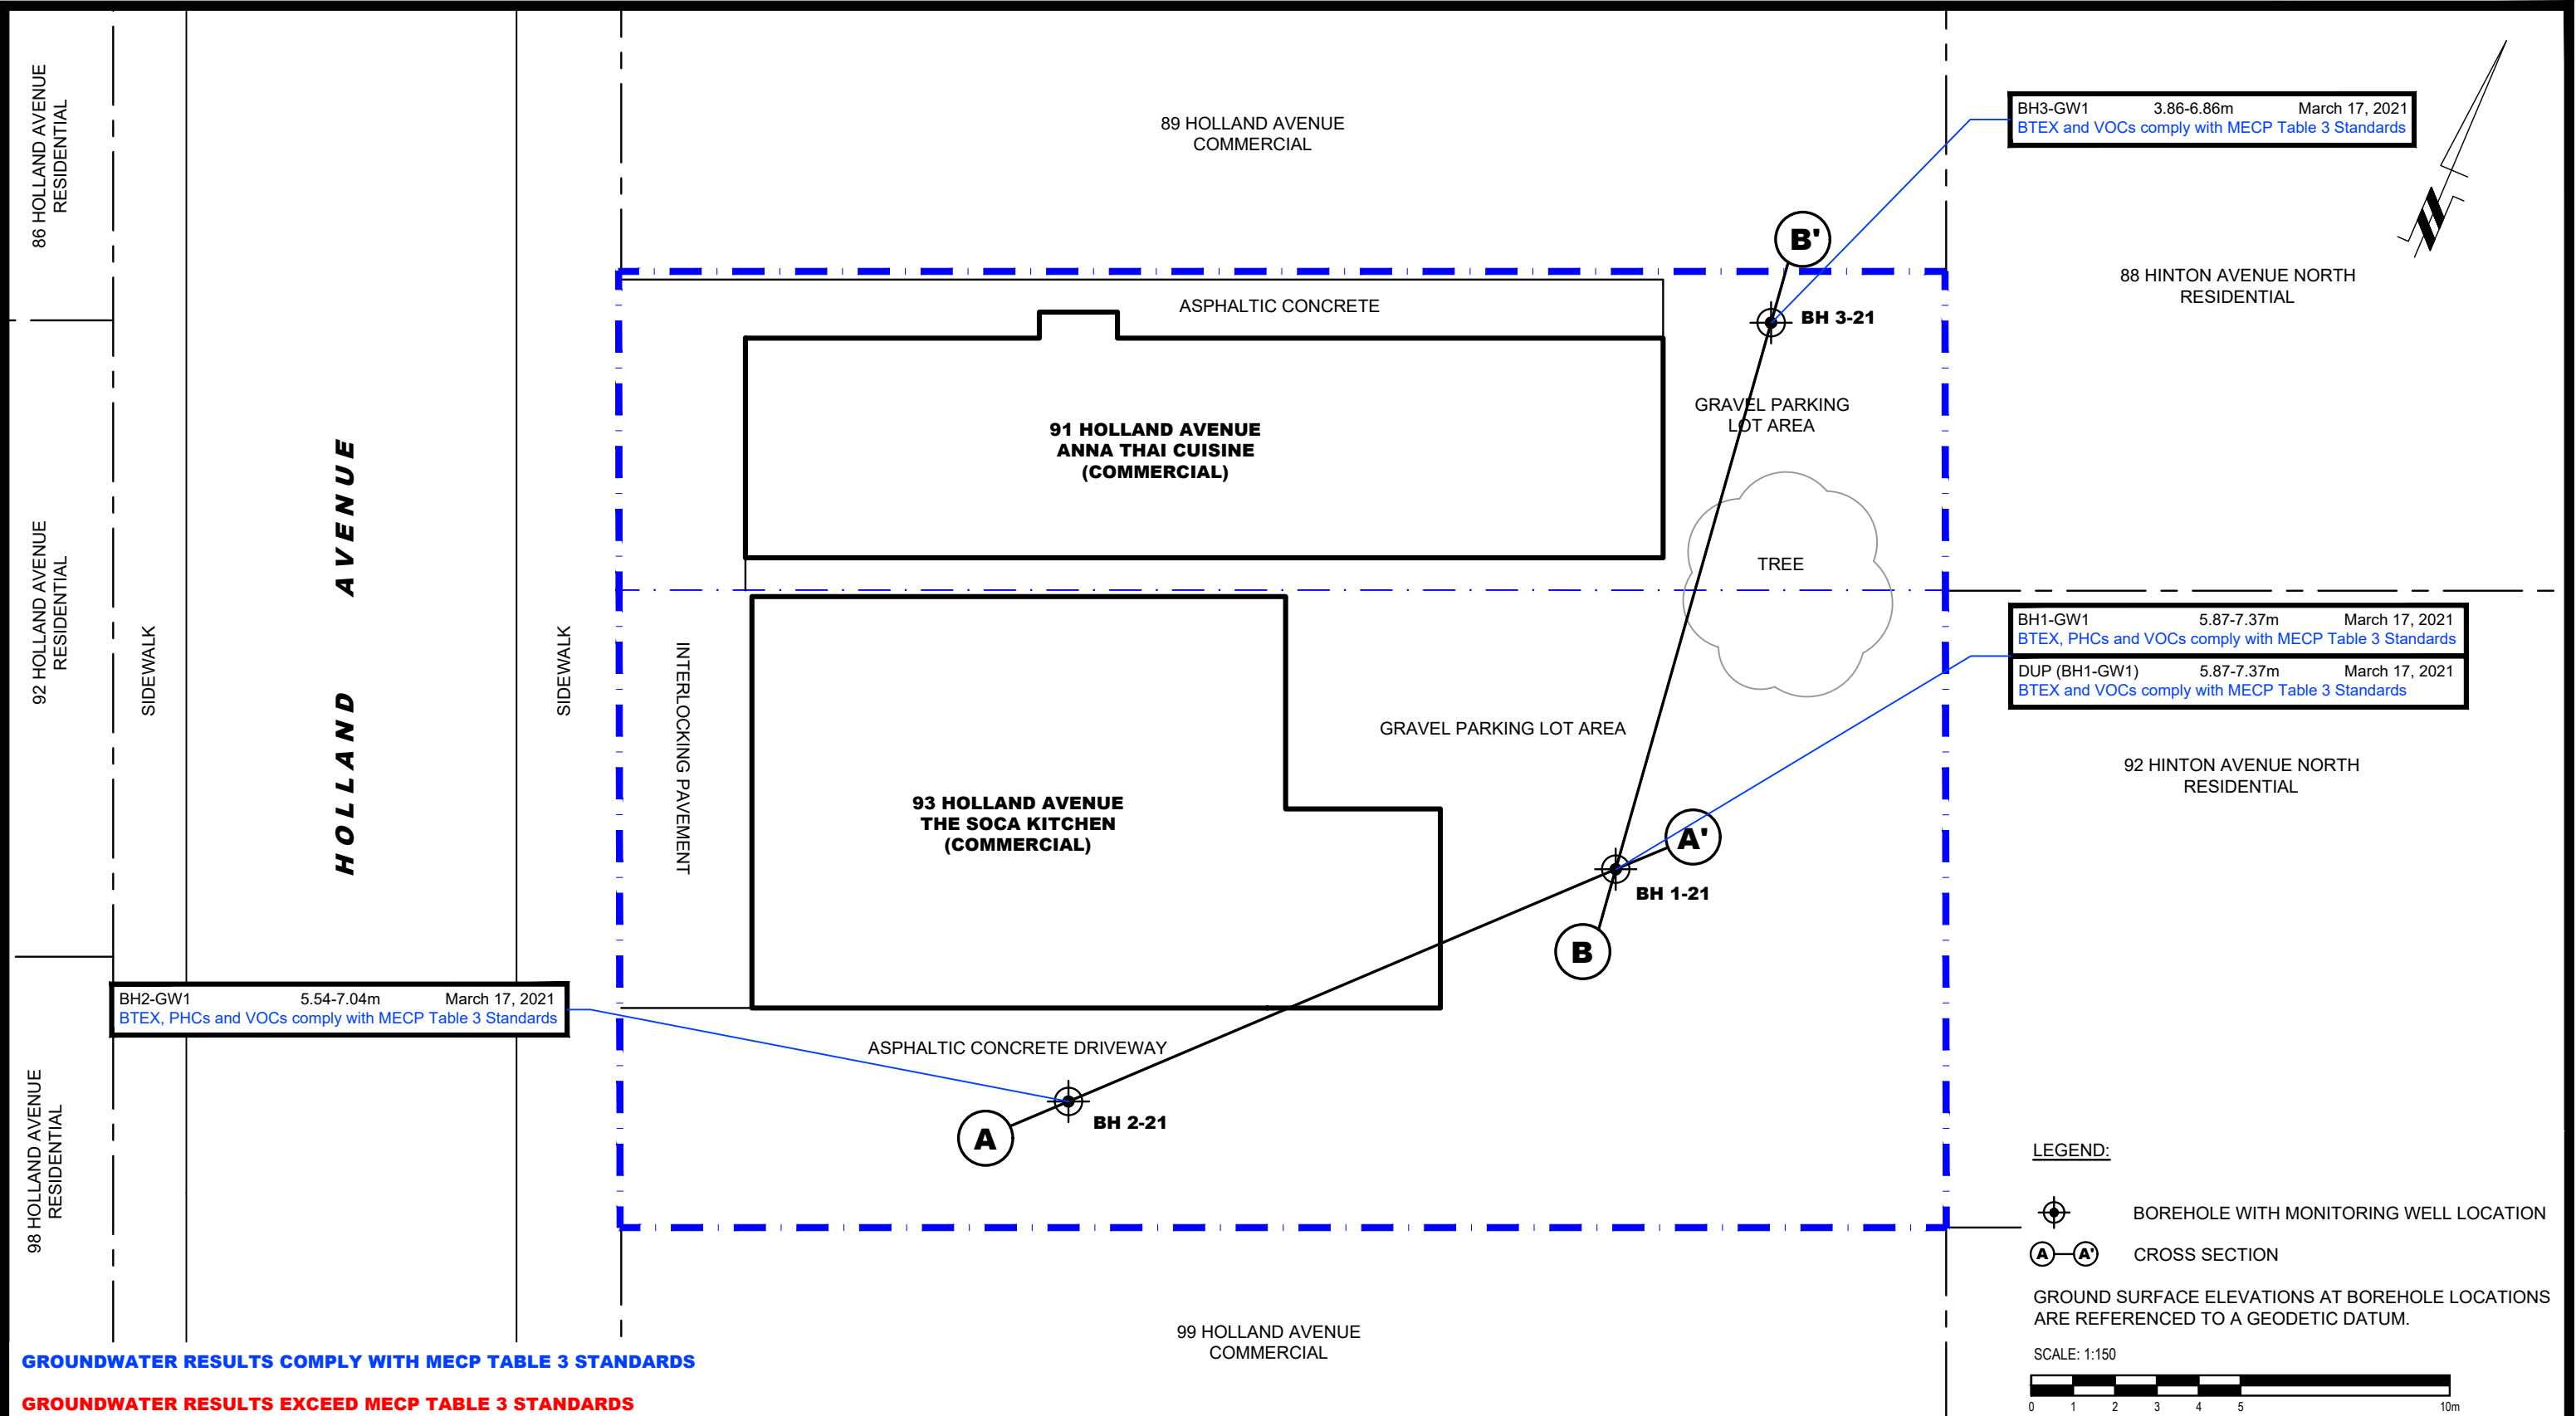 86 HOLLAND AVENUE
RESIDENTIAL
92 HOLLAND AVENUE
RESIDENTIAL
98 HOLLAND AVENUE
RESIDENTIAL
SIDEWALK
HOLLAND AVENUE
SIDEWALK
89 HOLLAND AVENUE
COMMERCIAL
BH3-GW1 3.86-6.86m March 17, 2021
BTEX and VOCs comply with MECP Table 3 Standards
B'
88 HINTON AVENUE NORTH
RESIDENTIAL
ASPHALTIC CONCRETE
BH 3-21
GRAVEL PARKING
LOT AREA
91 HOLLAND AVENUE
ANNA THAI CUISINE
(COMMERCIAL)
TREE
INTERLOCKING PAVEMENT
BH1-GW1 5.87-7.37m March 17, 2021
BTEX, PHCs and VOCs comply with MECP Table 3 Standards
DUP (BH1-GW1) 5.87-7.37m March 17, 2021
BTEX and VOCs comply with MECP Table 3 Standards
GRAVEL PARKING LOT AREA
92 HINTON AVENUE NORTH
RESIDENTIAL
93 HOLLAND AVENUE
THE SOCA KITCHEN
(COMMERCIAL)
A'
BH 1-21
B
BH2-GW1 5.54-7.04m March 17, 2021
BTEX, PHCs and VOCs comply with MECP Table 3 Standards
ASPHALTIC CONCRETE DRIVEWAY
BH 2-21
A
LEGEND:
BOREHOLE WITH MONITORING WELL LOCATION
A A' CROSS SECTION
GROUND SURFACE ELEVATIONS AT BOREHOLE LOCATIONS
ARE REFERENCED TO A GEODETIC DATUM.
SCALE: 1:150
0 1 2 3 4 5 10m
99 HOLLAND AVENUE
COMMERCIAL
GROUNDWATER RESULTS COMPLY WITH MECP TABLE 3 STANDARDS
GROUNDWATER RESULTS EXCEED MECP TABLE 3 STANDARDS